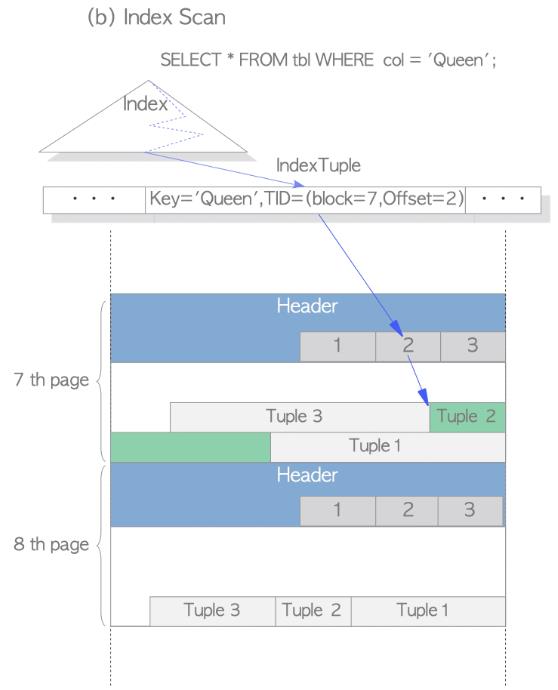 (b) Index Scan
SELECT * FROM tbl WHERE col = 'Queen';
Index
IndexTuple
· · · Key='Queen',TID=(block=7,Offset=2) · · ·
Header
1 2 3
7 th page
Tuple 3 Tuple 2
Tuple 1
Header
1 2 3
8 th page
Tuple 3 Tuple 2 Tuple 1